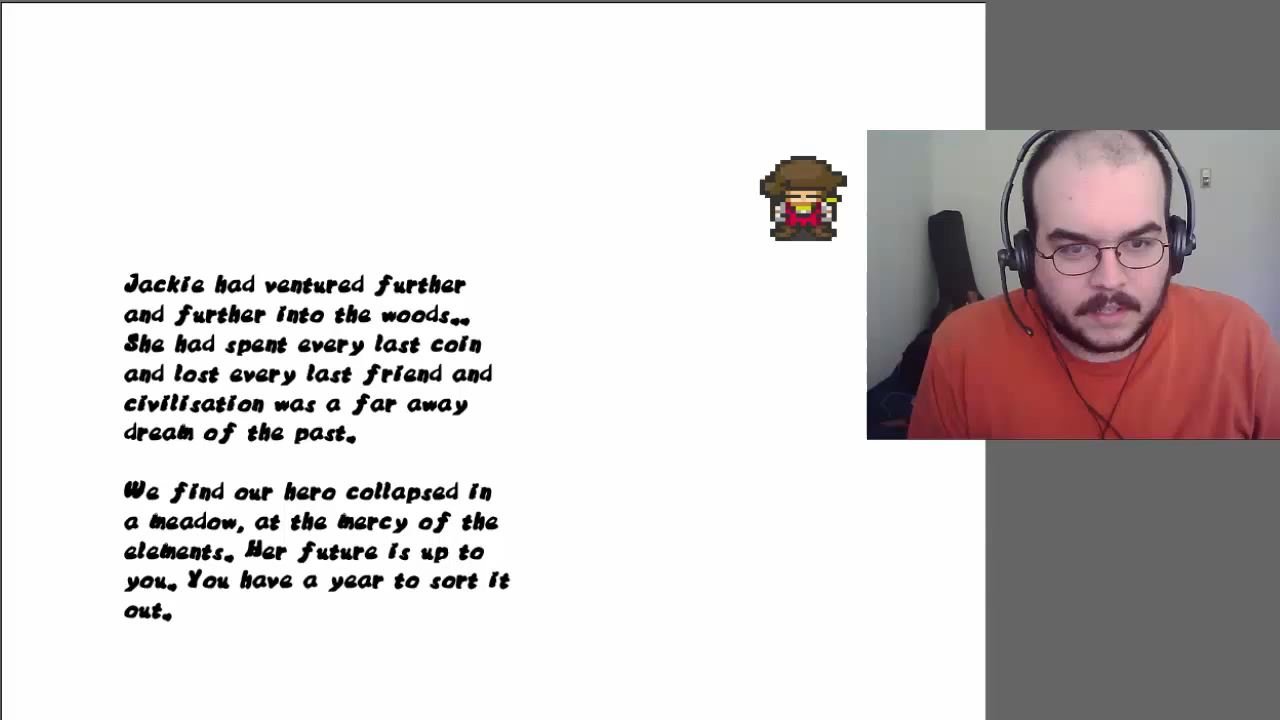 Jackie had ventured further
and further into the woods..
She had spent every last coin
and lost every last friend and
civilisation was a far away
dream of the past.
We find our hero collapsed in
a meadow, at the mercy of the
elements. Her future is up to
you. You have a year to sort it
out.